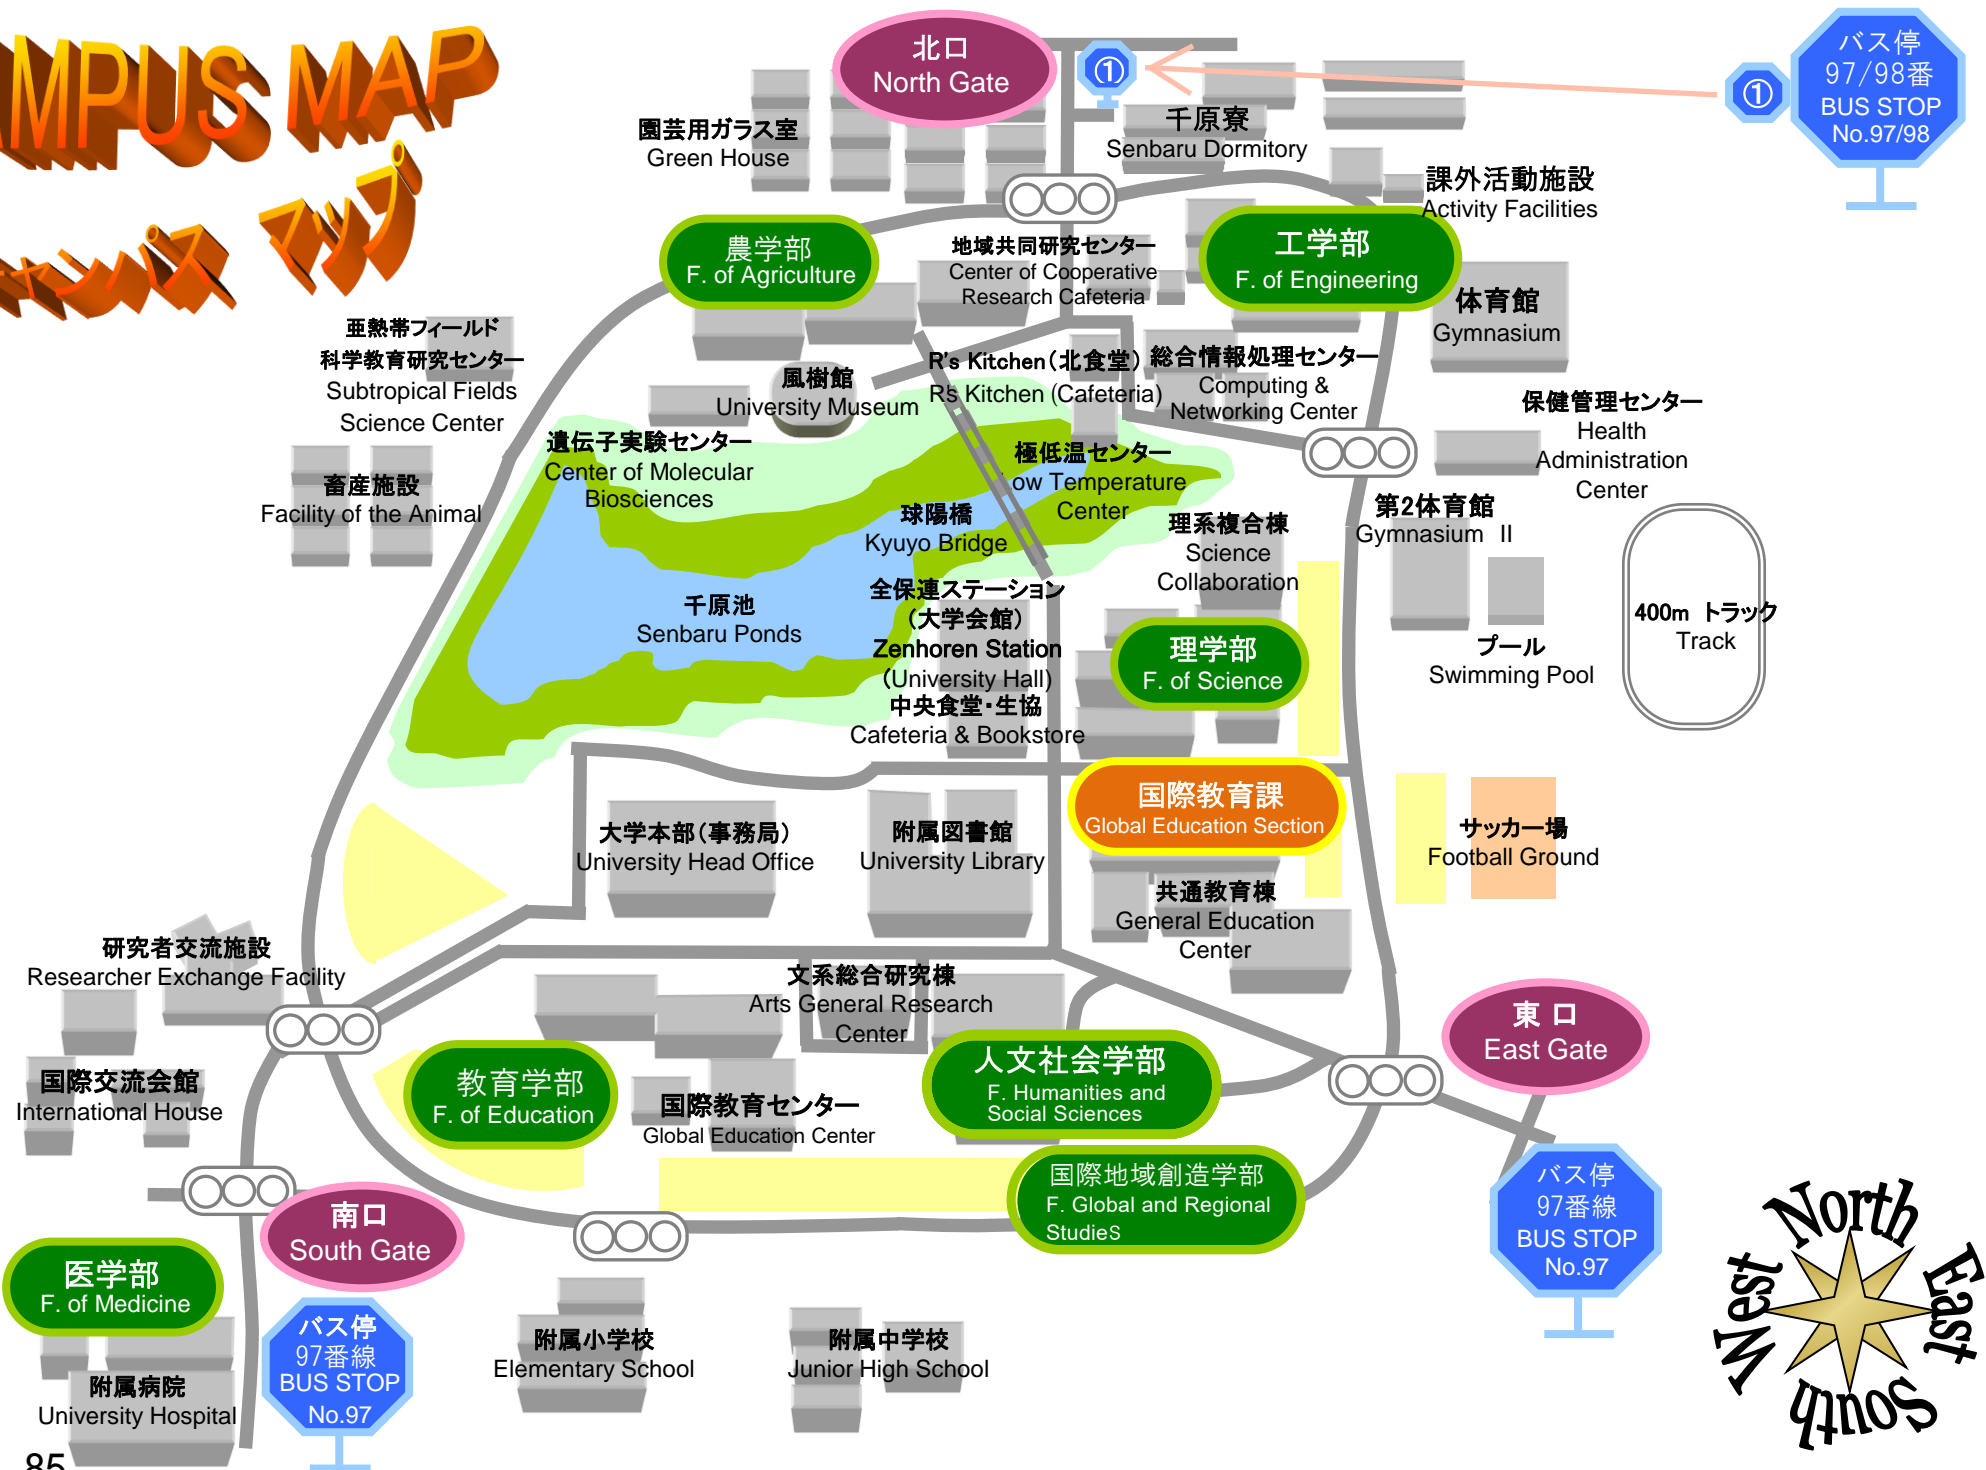 AMPUS MAP
キャンパス マップ
北口
North Gate
①
①
バス停
97/98番
BUS STOP
No.97/98
園芸用ガラス室
Green House
千原寮
Senbaru Dormitory
課外活動施設
Activity Facilities
農学部
F. of Agriculture
地域共同研究センター
Center of Cooperative
Research Cafeteria
工学部
F. of Engineering
体育館
Gymnasium
亜熱帯フィールド
科学教育研究センター
Subtropical Fields
Science Center
風樹館
University Museum
R's Kitchen（北食堂）
Rs Kitchen (Cafeteria)
総合情報処理センター
Computing &
Networking Center
保健管理センター
Health
Administration
Center
遺伝子実験センター
Center of Molecular
Biosciences
極低温センター
ow Temperature
Center
畜産施設
Facility of the Animal
球陽橋
Kyuyo Bridge
理系複合棟
Science
Collaboration
第2体育館
Gymnasium II
千原池
Senbaru Ponds
全保連ステーション
（大学会館）
Zenhoren Station
(University Hall)
中央食堂・生協
Cafeteria & Bookstore
理学部
F. of Science
プール
Swimming Pool
400m トラック
Track
大学本部（事務局）
University Head Office
附属図書館
University Library
国際教育課
Global Education Section
サッカー場
Football Ground
共通教育棟
General Education
Center
研究者交流施設
Researcher Exchange Facility
文系総合研究棟
Arts General Research
Center
東口
East Gate
国際交流会館
International House
教育学部
F. of Education
国際教育センター
Global Education Center
人文社会学部
F. Humanities and
Social Sciences
国際地域創造学部
F. Global and Regional
StudieS
バス停
97番線
BUS STOP
No.97
南口
South Gate
医学部
F. of Medicine
バス停
97番線
BUS STOP
No.97
附属病院
University Hospital
附属小学校
Elementary School
附属中学校
Junior High School
North
East
West
South
85